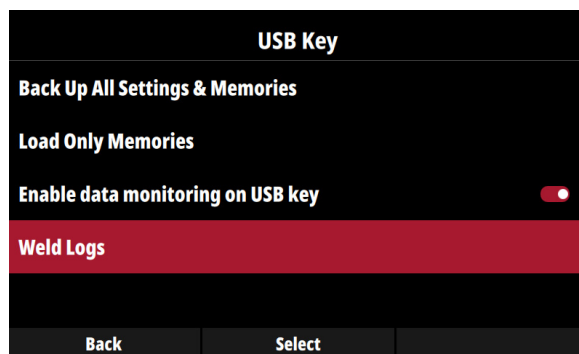 USB Key
Back Up All Settings & Memories
Load Only Memories
Enable data monitoring on USB key
Weld Logs
Back Select